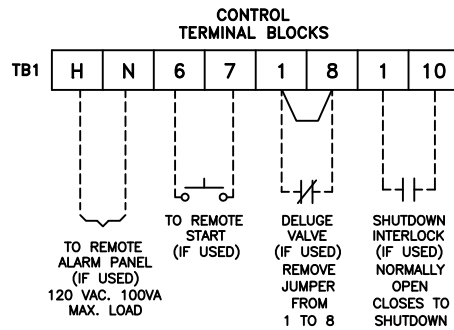 CONTROL
TERMINAL BLOCKS
TB1 H N 6 7 1 8 1 10
TO REMOTE
ALARM PANEL
(IF USED)
120 VAC. 100VA
MAX. LOAD
TO REMOTE
START
(IF USED)
DELUGE
VALVE
(IF USED)
REMOVE
JUMPER
FROM
1 TO 8
SHUTDOWN
INTERLOCK
(IF USED)
NORMALLY
OPEN
CLOSES TO
SHUTDOWN